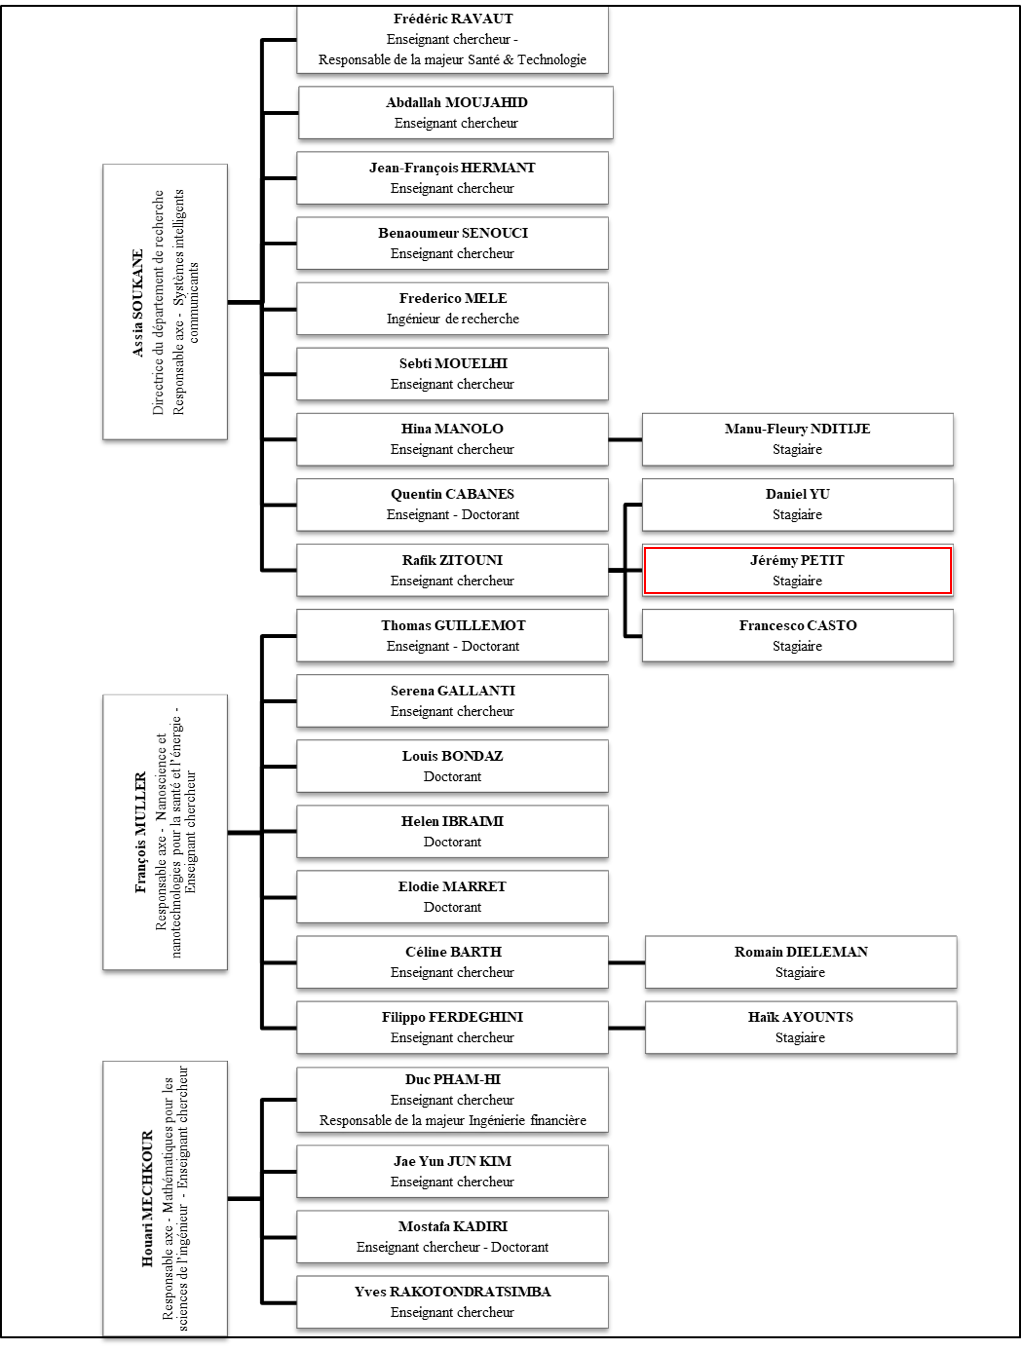 Assia SOUKANE
Directrice du département de recherche
Responsable axe - Systèmes intelligents
communicants
Frédéric RAVAUT
Enseignant chercheur -
Responsable de la majeur Santé & Technologie
Abdallah MOUJAHID
Enseignant chercheur
Jean-François HERMANT
Enseignant chercheur
Benaoumeur SENOUCI
Enseignant chercheur
Frederico MELE
Ingénieur de recherche
Sebti MOUELHI
Enseignant chercheur
Hina MANOLO
Enseignant chercheur
Manu-Fleury NDITIJE
Stagiaire
Quentin CABANES
Enseignant - Doctorant
Rafik ZITOUNI
Enseignant chercheur
Daniel YU
Stagiaire
Jérémy PETIT
Stagiaire
Francesco CASTO
Stagiaire
François MULLER
Responsable axe - Nanoscience et
nanotechnologies pour la santé et l'énergie -
Enseignant chercheur
Thomas GUILLEMOT
Enseignant - Doctorant
Serena GALLANTI
Enseignant chercheur
Louis BONDAZ
Doctorant
Helen IBRAIMI
Doctorant
Elodie MARRET
Doctorant
Céline BARTH
Enseignant chercheur
Romain DIELEMAN
Stagiaire
Filippo FERDEGHINI
Enseignant chercheur
Haïk AYOUNTS
Stagiaire
Houari MECHKOUR
Responsable axe - Mathématiques pour les
sciences de l'ingénieur - Enseignant chercheur
Duc PHAM-HI
Enseignant chercheur
Responsable de la majeur Ingénierie financière
Jae Yun JUN KIM
Enseignant chercheur
Mostafa KADIRI
Enseignant chercheur - Doctorant
Yves RAKOTONDRATSIMBA
Enseignant chercheur